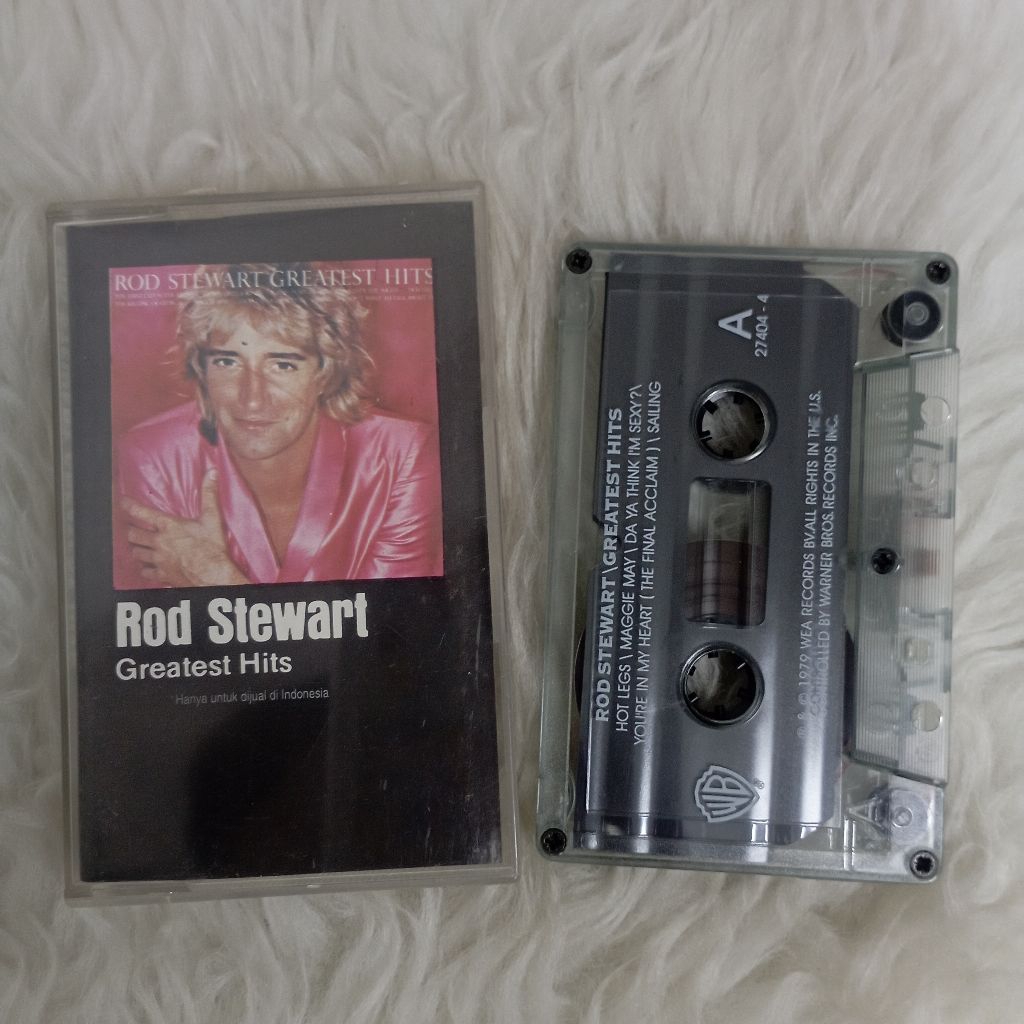 ROD STEWART GREATEST HITS
Rod Stewart
Greatest Hits
Hanya untuk dijual di Indonesia
A
27404 - 4
ROD STEWART \ GREATEST HITS
HOT LEGS \ MAGGIE MAY \ DA YA THINK I'M SEXY? \
YOU'RE IN MY HEART ( THE FINAL ACCLAIM ) \ SAILING
℗ & © 1979 WEA RECORDS BV.ALL RIGHTS IN THE U.S.
CONTROLLED BY WARNER BROS. RECORDS INC.
WB ®
A